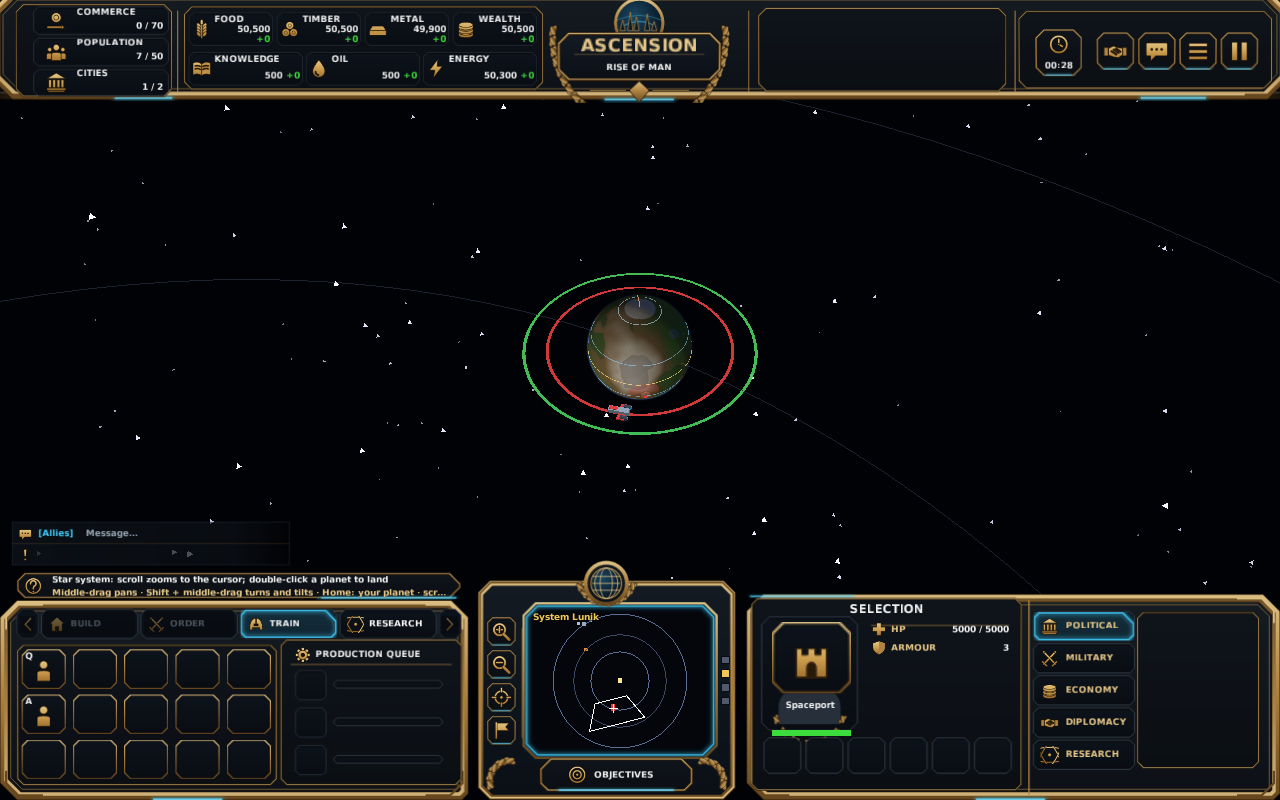 COMMERCE
0 / 70
POPULATION
7 / 50
CITIES
1 / 2
FOOD
50,500
+0
TIMBER
50,500
+0
METAL
49,900
+0
WEALTH
50,500
+0
KNOWLEDGE
500 +0
OIL
500 +0
ENERGY
50,300 +0
ASCENSION
RISE OF MAN
00:28
[Allies] Message...
!
Star system: scroll zooms to the cursor; double-click a planet to land
Middle-drag pans · Shift + middle-drag turns and tilts · Home: your planet · scr...
BUILD
ORDER
TRAIN
RESEARCH
Q
A
PRODUCTION QUEUE
System Lunik
OBJECTIVES
SELECTION
HP 5000 / 5000
ARMOUR 3
Spaceport
POLITICAL
MILITARY
ECONOMY
DIPLOMACY
RESEARCH